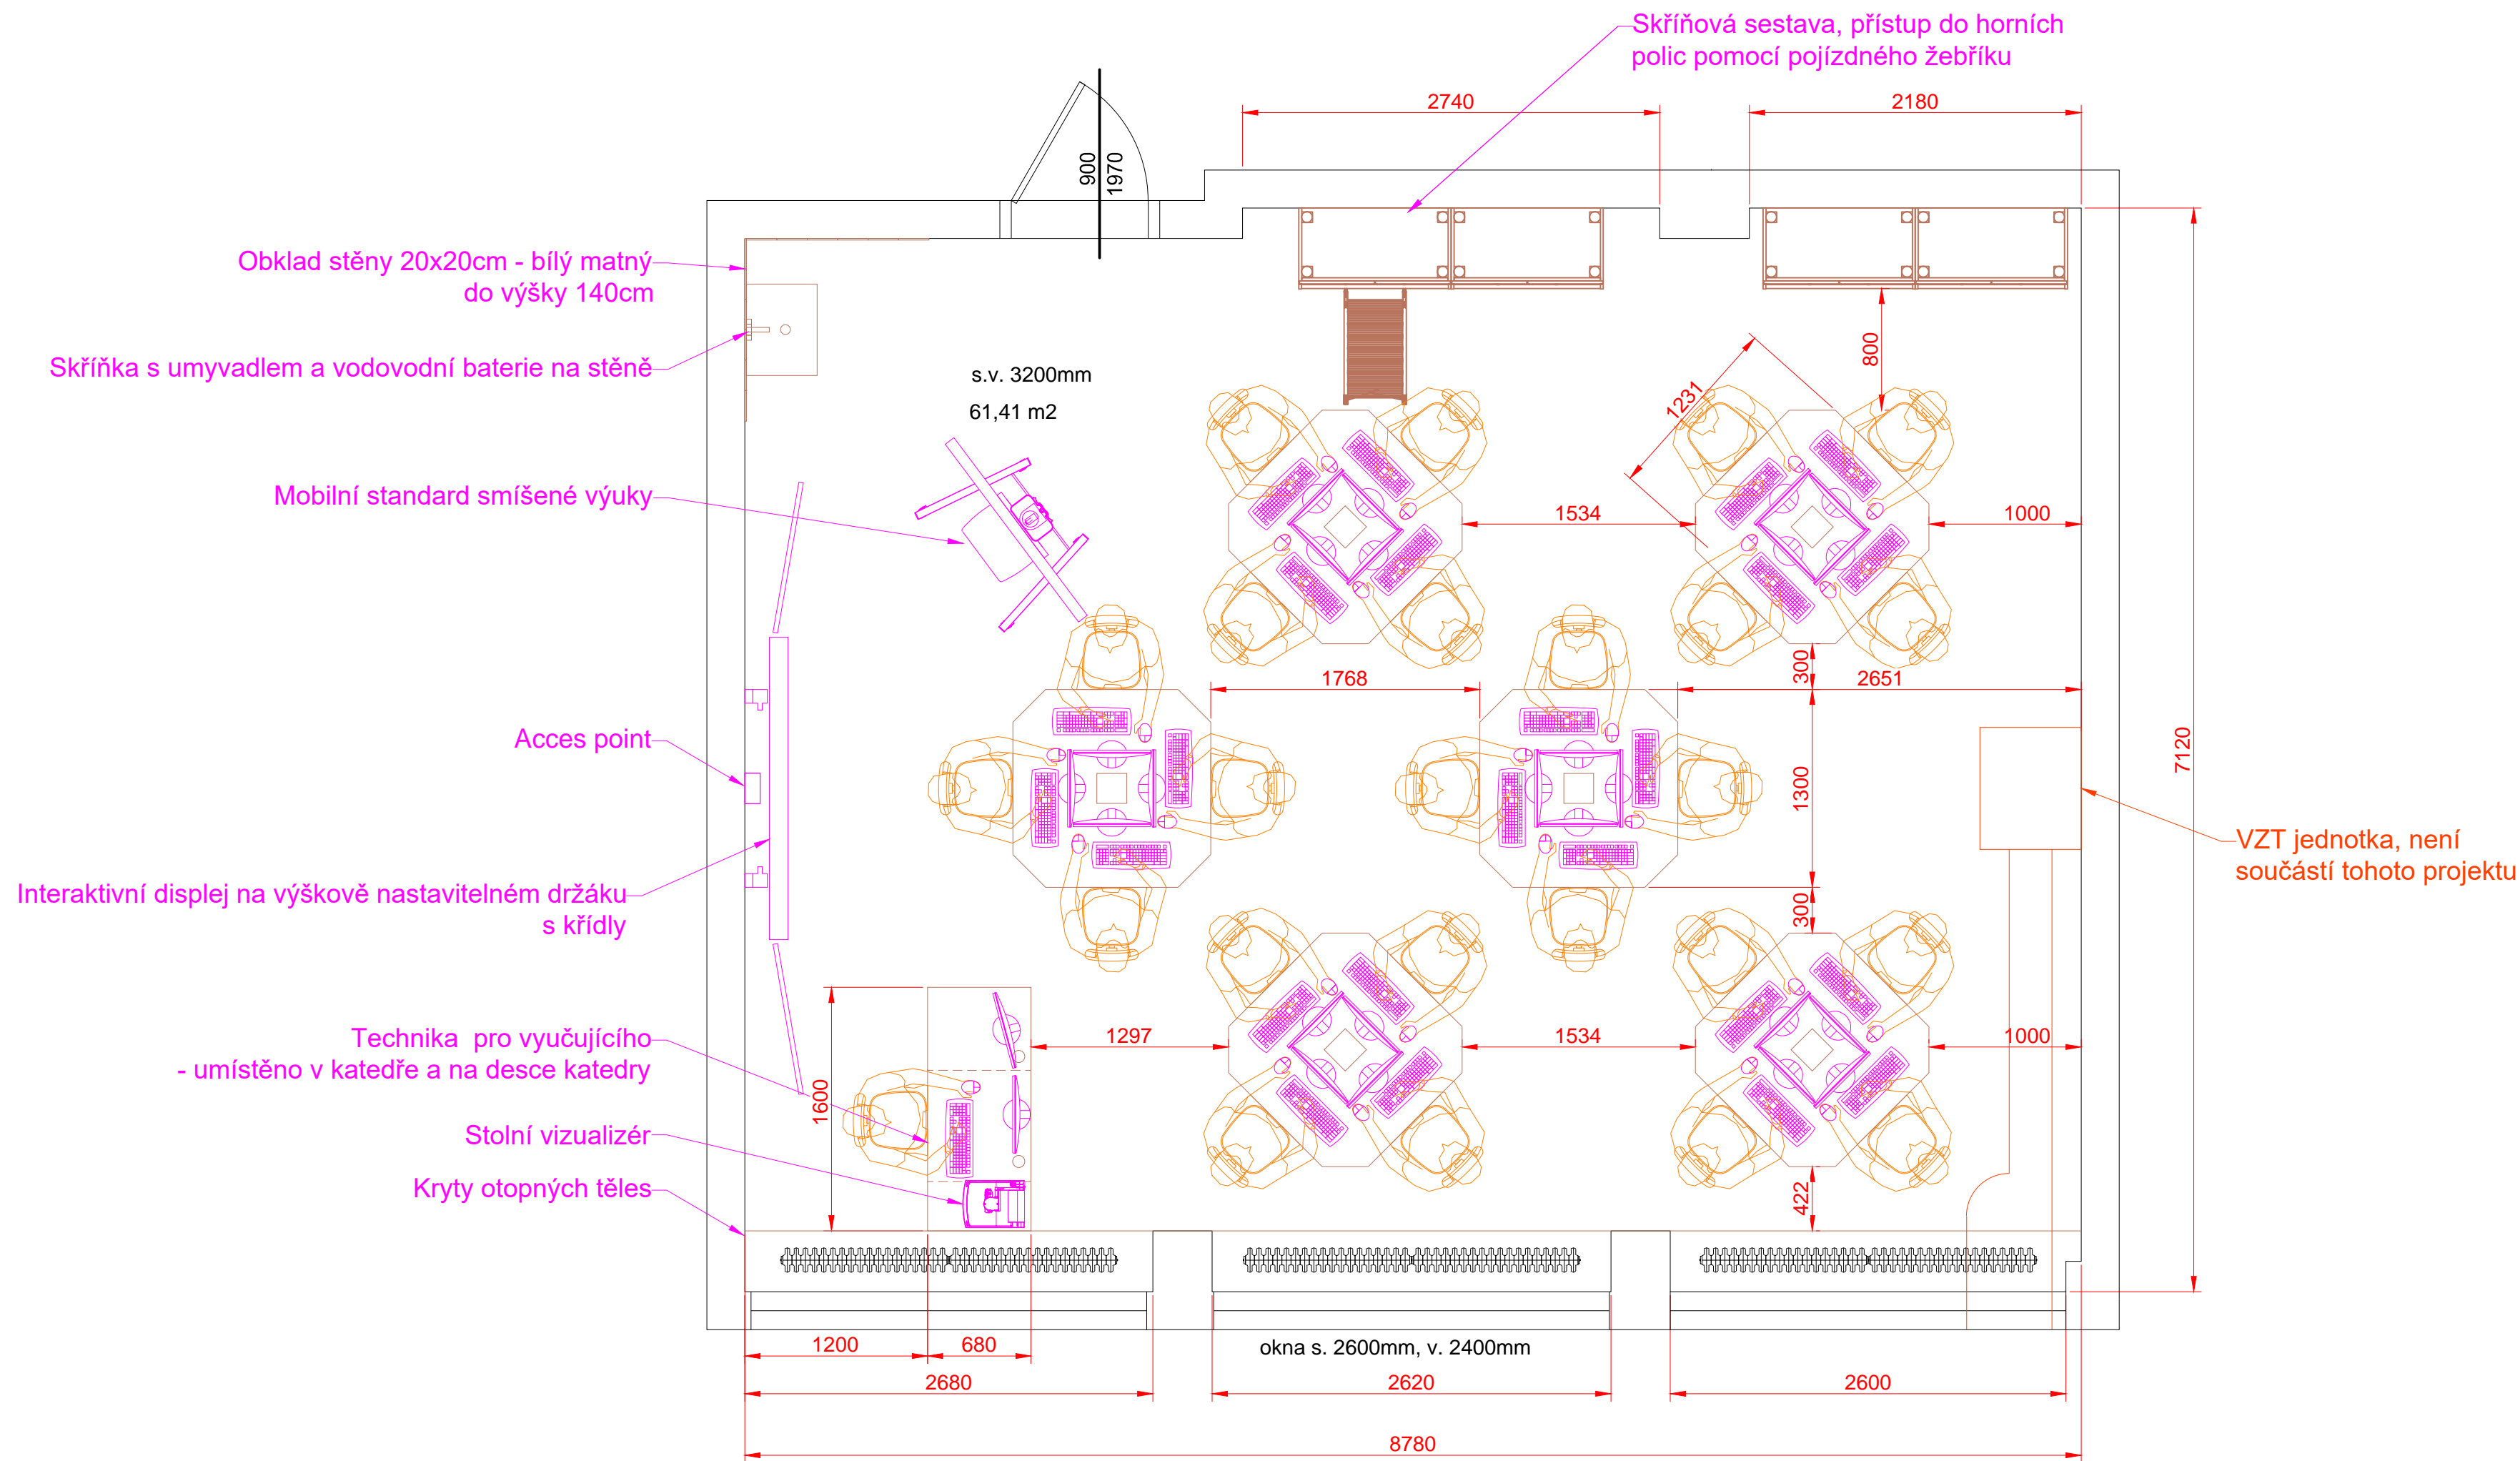 Skříňová sestava, přístup do horních
polic pomocí pojízdného žebříku
2740
2180
900
1970
Obklad stěny 20x20cm - bílý matný
do výšky 140cm
Skříňka s umyvadlem a vodovodní baterie na stěně
s.v. 3200mm
61,41 m2
800
1231
Mobilní standard smíšené výuky
1534
1000
300
1768
2651
Acces point
7120
1300
VZT jednotka, není
součástí tohoto projektu
Interaktivní displej na výškově nastavitelném držáku
s křídly
300
Technika  pro vyučujícího
- umístěno v katedře a na desce katedry
1297
1534
1000
1600
Stolní vizualizér
Kryty otopných těles
422
1200
680
okna s. 2600mm, v. 2400mm
2680
2620
2600
8780